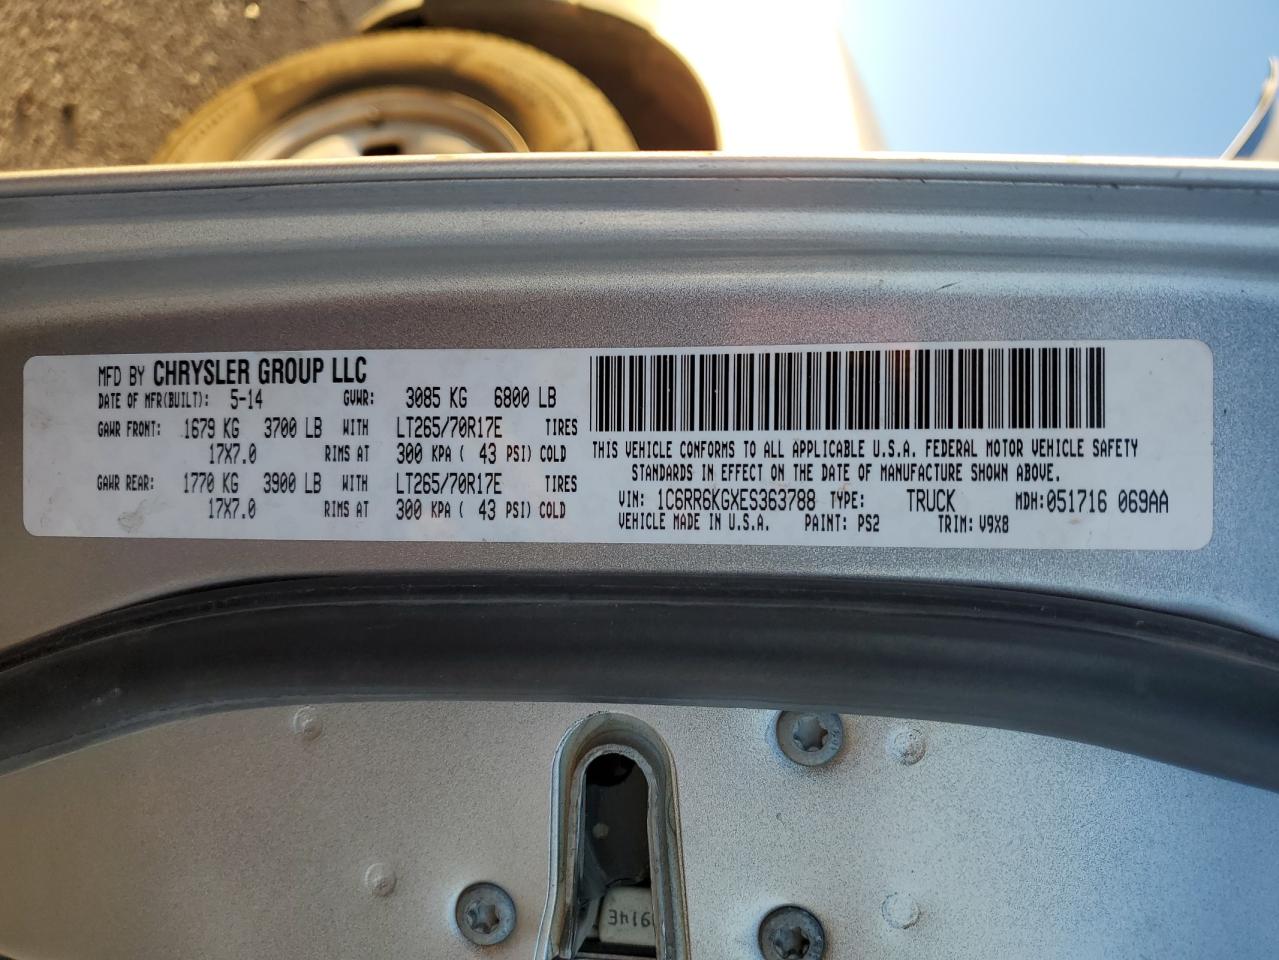 MFD BY CHRYSLER GROUP LLC
DATE OF MFR(BUILT): 5-14 GVWR: 3085 KG 6800 LB
GAWR FRONT: 1679 KG 3700 LB WITH LT265/70R17E TIRES
17X7.0 RIMS AT 300 KPA ( 43 PSI) COLD
GAWR REAR: 1770 KG 3900 LB WITH LT265/70R17E TIRES
17X7.0 RIMS AT 300 KPA ( 43 PSI) COLD
THIS VEHICLE CONFORMS TO ALL APPLICABLE U.S.A. FEDERAL MOTOR VEHICLE SAFETY
STANDARDS IN EFFECT ON THE DATE OF MANUFACTURE SHOWN ABOVE.
VIN: 1C6RR6KGXES363788 TYPE: TRUCK MDH:051716 069AA
VEHICLE MADE IN U.S.A. PAINT: PS2 TRIM: V9X8